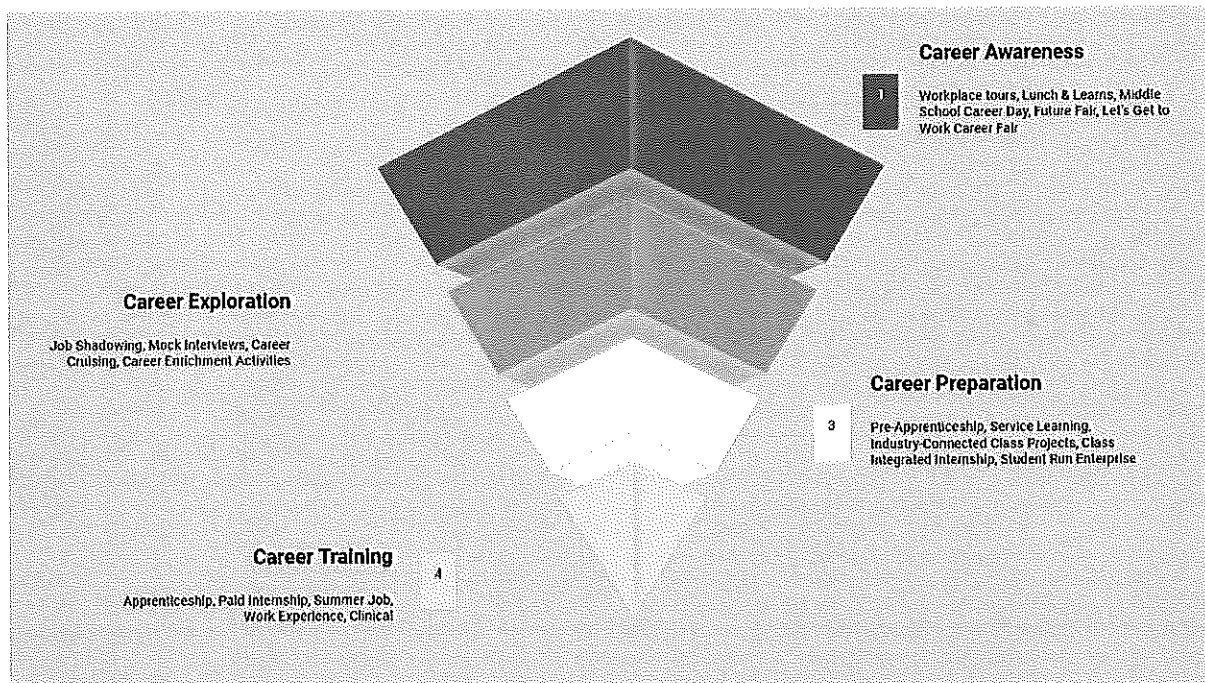 Career Awareness
1
Workplace tours, Lunch & Learns, Middle
School Career Day, Future Fair, Let's Get to
Work Career Fair
Career Exploration
Job Shadowing, Mock Interviews, Career
Cruising, Career Enrichment Activities
Career Preparation
3
Pre-Apprenticeship, Service Learning,
Industry-Connected Class Projects, Class
Integrated Internship, Student Run Enterprise
Career Training
4
Apprenticeship, Paid Internship, Summer Job,
Work Experience, Clinical